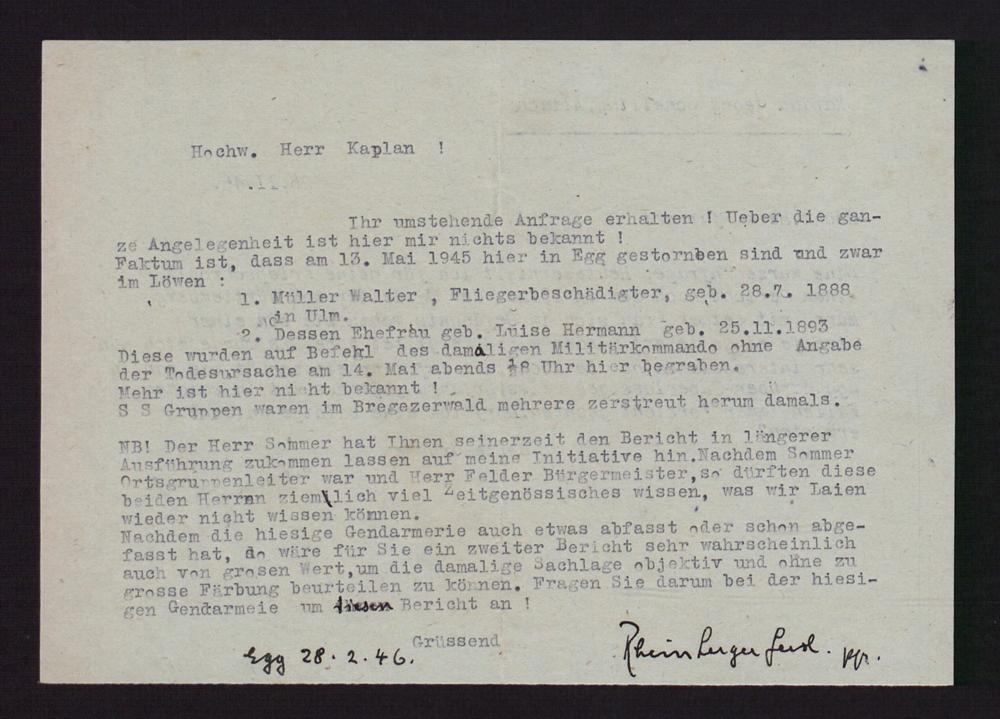 Hochw. Herr Kaplan !
Ihr umstehende Anfrage erhalten ! Ueber die gan-
ze Angelegenheit ist hier mir nichts bekannt !
Faktum ist, dass am 13. Mai 1945 hier in Egg gestornben sind und zwar
im Löwen :
1. Müller Walter , Fliegerbeschädigter, geb. 28.7. 1888
in Ulm.
2. Dessen Ehefrau geb. Luise Hermann geb. 25.11.1893
Diese wurden auf Befehl des damaligen Militärkommando ohne Angabe
der Todesursache am 14. Mai abends ½8 Uhr hier begraben.
Mehr ist hier nicht bekannt !
S S Gruppen waren im Bregezerwald mehrere zerstreut herum damals.
NB! Der Herr Sommer hat Ihnen seinerzeit den Bericht in längerer
Ausführung zukommen lassen auf meine Initiative hin.Nachdem Sommer
Ortsgruppenleiter war und Herr Felder Bürgermeister,so dürften diese
beiden Herren ziemlich viel Zeitgenössisches wissen, was wir Laien
wieder nicht wissen können.
Nachdem die hiesige Gendarmerie auch etwas abfasst oder schon abge-
fasst hat, so wäre für Sie ein zweiter Bericht sehr wahrscheinlich
auch von grosen Wert,um die damalige Sachlage objektiv und ohne zu
grosse Färbung beurteilen zu können. Fragen Sie darum bei der hiesi-
gen Gendarmeie um Bericht an !
Grüssend
Egg 28.2.46. Rheinberger Ferd. pfr.